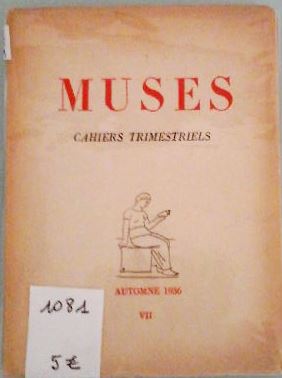 MUSES
CAHIERS TRIMESTRIELS
AUTOMNE 1936
VII
1081
5€